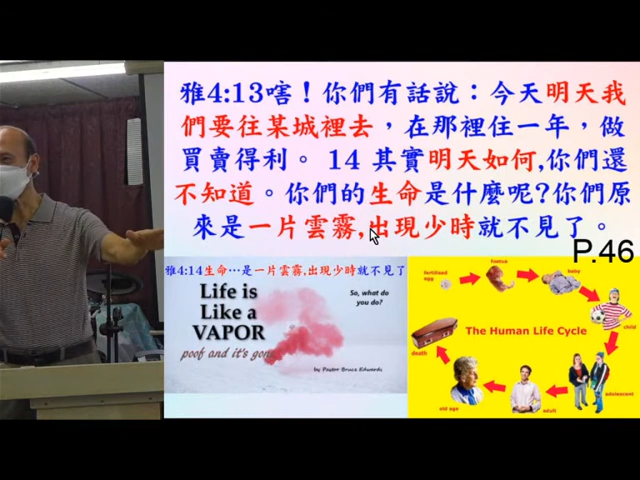 雅4:13嗐！你們有話說：今天明天我
們要往某城裡去，在那裡住一年，做
買賣得利。 14 其實明天如何,你們還
不知道。你們的生命是什麼呢?你們原
來是一片雲霧,出現少時就不見了。
P.46
雅4:14生命…是一片雲霧,出現少時就不見了
Life is
Like a
VAPOR
poof and it's gone
So, what do
you do?
by Pastor Bruce Edwards
The Human Life Cycle
fertilised
egg
foetus
baby
child
adolescent
adult
old age
death